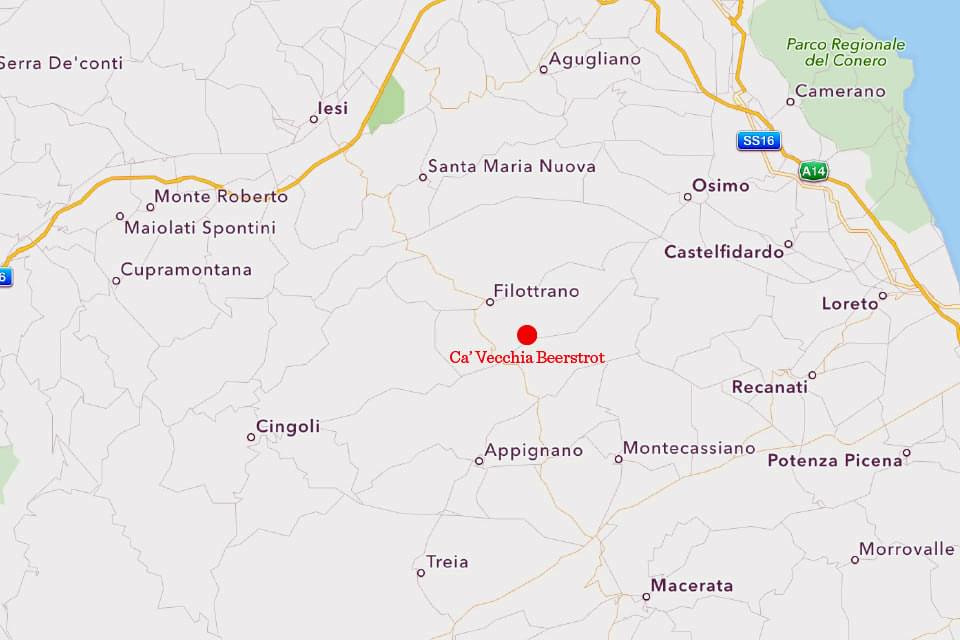 Parco Regionale
del Conero
Agugliano
Serra De'conti
Camerano
Iesi
SS16
Santa Maria Nuova
A14
Osimo
Monte Roberto
Maiolati Spontini
Castelfidardo
Cupramontana
6
Filottrano
Loreto
Ca' Vecchia Beerstrot
Recanati
Cingoli
Appignano
Montecassiano
Potenza Picena
Morrovalle
Treia
Macerata